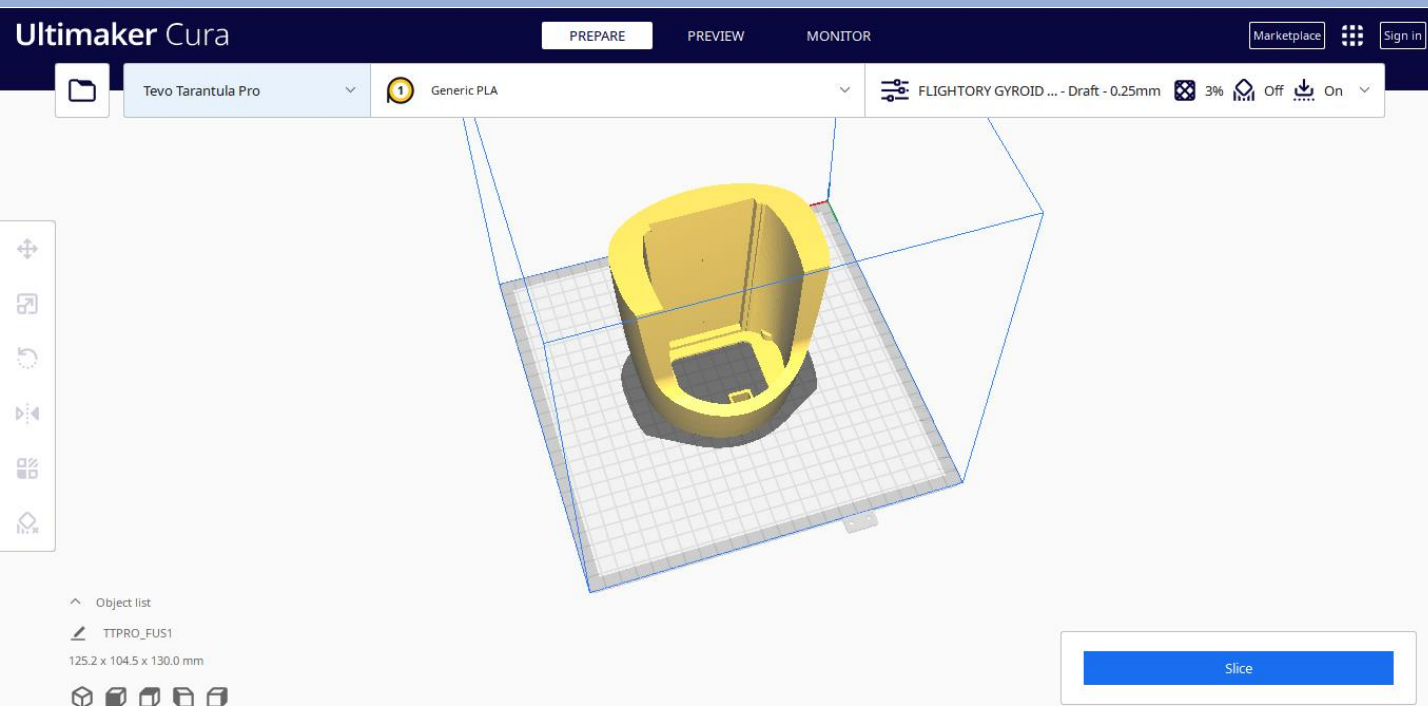 Ultimaker Cura
PREPARE
PREVIEW
MONITOR
Marketplace
Sign in
Tevo Tarantula Pro
1
Generic PLA
FLIGHTORY GYROID ... - Draft - 0.25mm
3%
Off
On
Object list
TTPRO_FUS1
125.2 x 104.5 x 130.0 mm
Slice